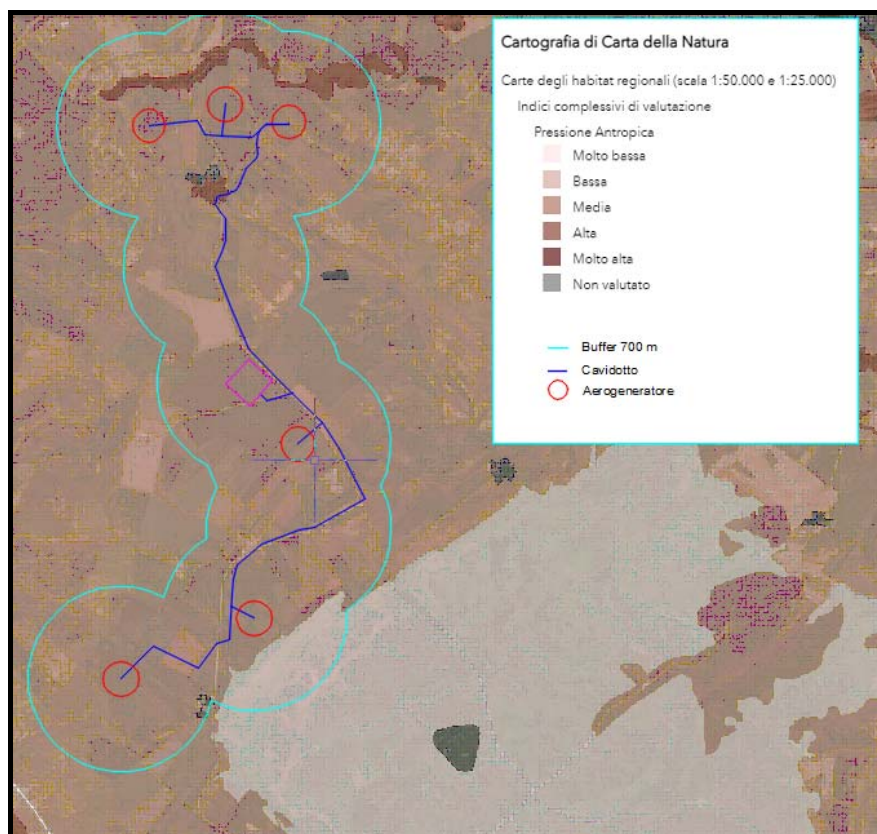 Cartografia di Carta della Natura
Carte degli habitat regionali (scala 1:50.000 e 1:25.000)
Indici complessivi di valutazione
Pressione Antropica
Molto bassa
Bassa
Media
Alta
Molto alta
Non valutato
Buffer 700 m
Cavidotto
Aerogeneratore